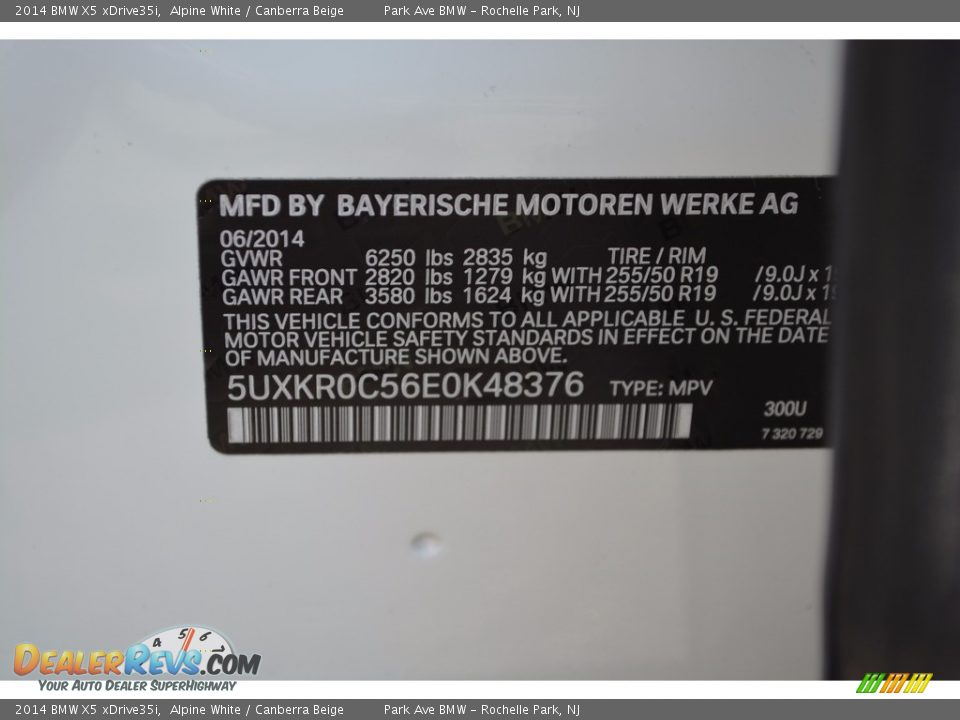 2014 BMW X5 xDrive35i, Alpine White / Canberra Beige Park Ave BMW - Rochelle Park, NJ
MFD BY BAYERISCHE MOTOREN WERKE AG
06/2014
GVWR 6250 lbs 2835 kg TIRE / RIM
GAWR FRONT 2820 lbs 1279 kg WITH 255/50 R19 /9.0J x
GAWR REAR 3580 lbs 1624 kg WITH 255/50 R19 /9.0J x
THIS VEHICLE CONFORMS TO ALL APPLICABLE U. S. FEDERAL
MOTOR VEHICLE SAFETY STANDARDS IN EFFECT ON THE DATE
OF MANUFACTURE SHOWN ABOVE.
5UXKR0C56E0K48376 TYPE: MPV
300U
7 320 729
4 5 6 7
DEALERREVS.COM
YOUR AUTO DEALER SUPERHIGHWAY
2014 BMW X5 xDrive35i, Alpine White / Canberra Beige Park Ave BMW - Rochelle Park, NJ